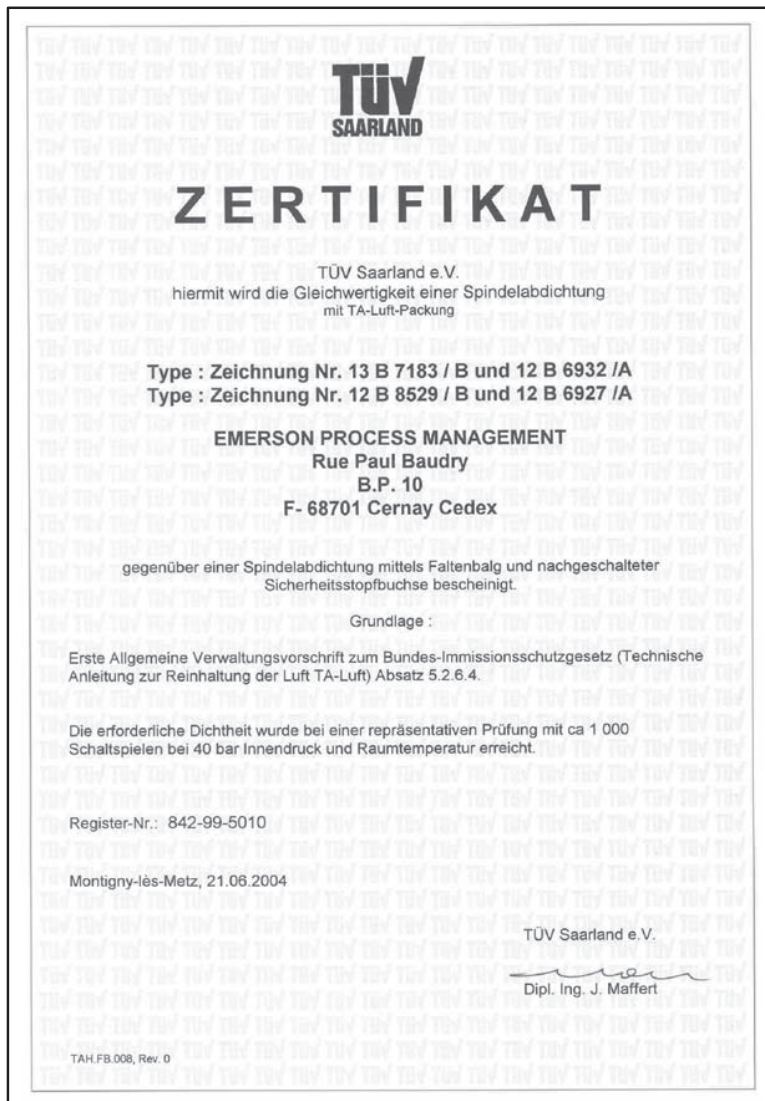 TÜV
SAARLAND
ZERTIFIKAT
TÜV Saarland e.V.
hiermit wird die Gleichwertigkeit einer Spindelabdichtung
mit TA-Luft-Packung
Type : Zeichnung Nr. 13 B 7183 / B und 12 B 6932 /A
Type : Zeichnung Nr. 12 B 8529 / B und 12 B 6927 /A
EMERSON PROCESS MANAGEMENT
Rue Paul Baudry
B.P. 10
F- 68701 Cernay Cedex
gegenüber einer Spindelabdichtung mittels Faltenbalg und nachgeschalteter
Sicherheitsstopfbuchse bescheinigt.
Grundlage :
Erste Allgemeine Verwaltungsvorschrift zum Bundes-Immissionsschutzgesetz (Technische
Anleitung zur Reinhaltung der Luft TA-Luft) Absatz 5.2.6.4.
Die erforderliche Dichtheit wurde bei einer repräsentativen Prüfung mit ca 1 000
Schaltspielen bei 40 bar Innendruck und Raumtemperatur erreicht.
Register-Nr.: 842-99-5010
Montigny-lès-Metz, 21.06.2004
TÜV Saarland e.V.
Dipl. Ing. J. Maffert
TAH.FB.008, Rev. 0